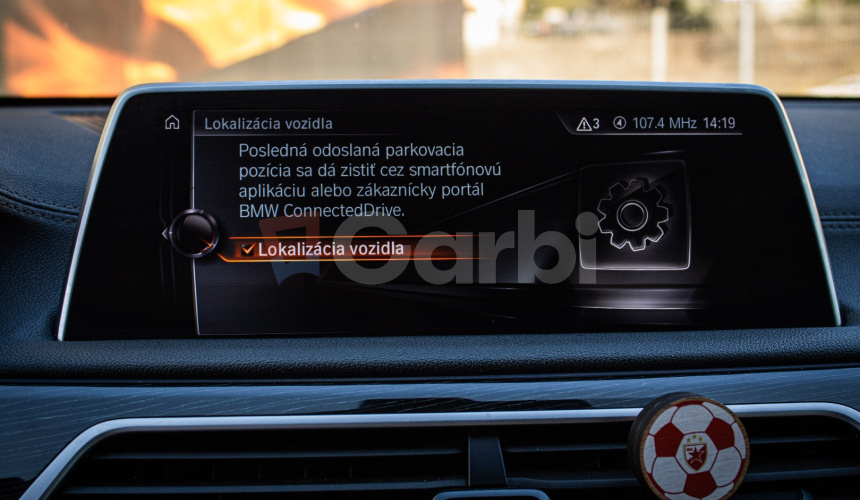 Lokalizácia vozidla
3 107.4 MHz 14:19
Posledná odoslaná parkovacia
pozícia sa dá zistiť cez smartfónovú
aplikáciu alebo zákaznícky portál
BMW ConnectedDrive.
Lokalizácia vozidla
Carbi